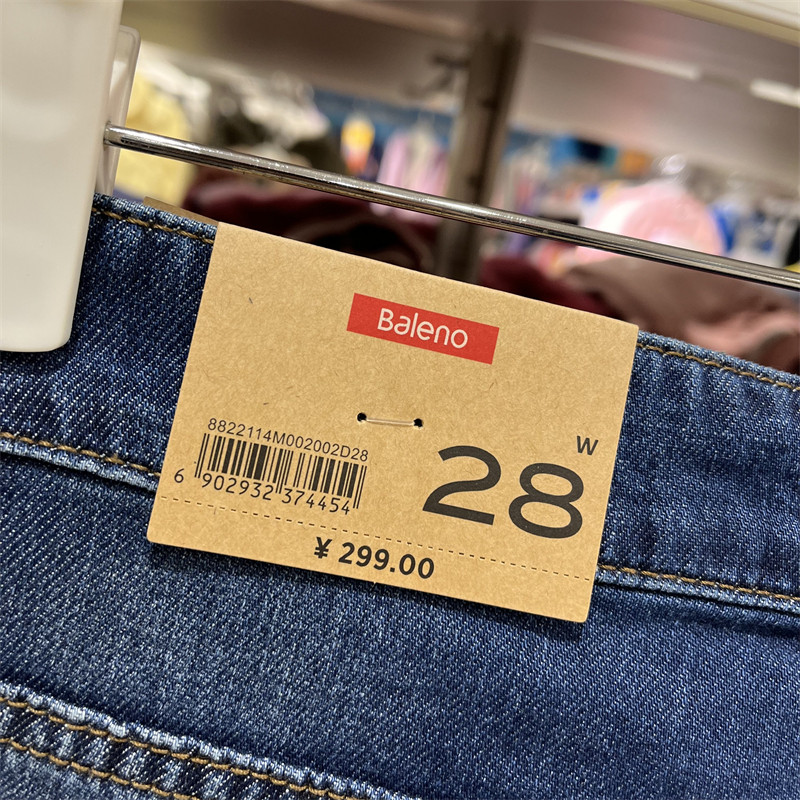 Baleno
8822114M002002D28
6 902932 374454
W
28
¥ 299.00